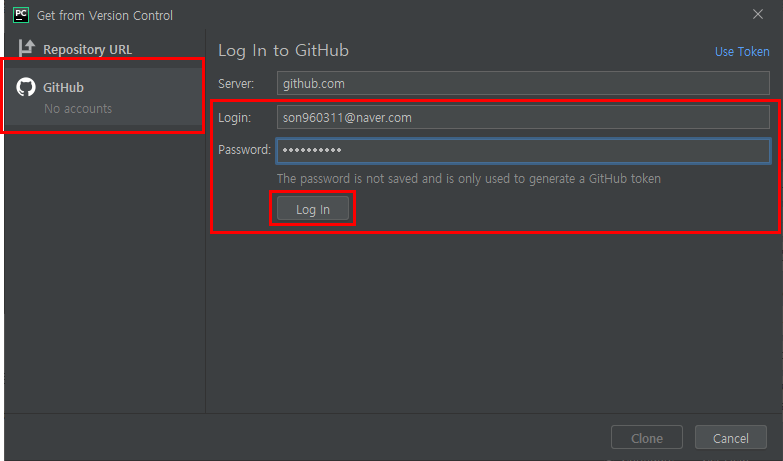 PC Get from Version Control
Repository URL
GitHub
No accounts
Log In to GitHub
Use Token
Server: github.com
Login: son960311@naver.com
Password: ••••••••••
The password is not saved and is only used to generate a GitHub token
Log In
Clone
Cancel